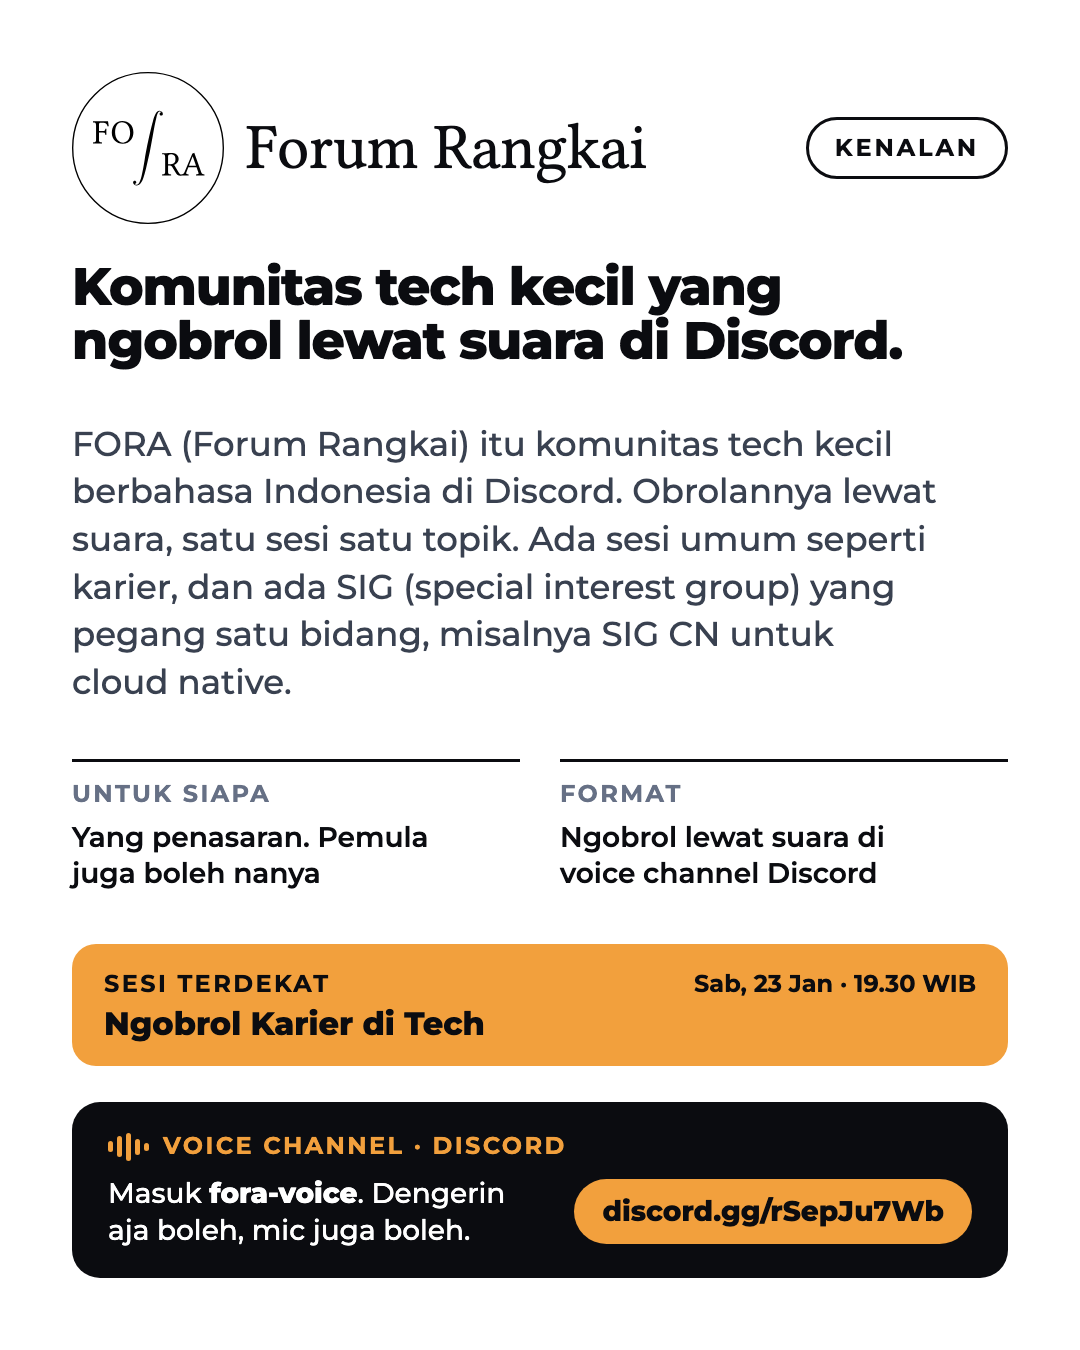 FO RA
Forum Rangkai
KENALAN
Komunitas tech kecil yang
ngobrol lewat suara di Discord.
FORA (Forum Rangkai) itu komunitas tech kecil
berbahasa Indonesia di Discord. Obrolannya lewat
suara, satu sesi satu topik. Ada sesi umum seperti
karier, dan ada SIG (special interest group) yang
pegang satu bidang, misalnya SIG CN untuk
cloud native.
UNTUK SIAPA
Yang penasaran. Pemula
juga boleh nanya
FORMAT
Ngobrol lewat suara di
voice channel Discord
SESI TERDEKAT
Sab, 23 Jan · 19.30 WIB
Ngobrol Karier di Tech
VOICE CHANNEL · DISCORD
Masuk fora-voice. Dengerin
aja boleh, mic juga boleh.
discord.gg/rSepJu7Wb